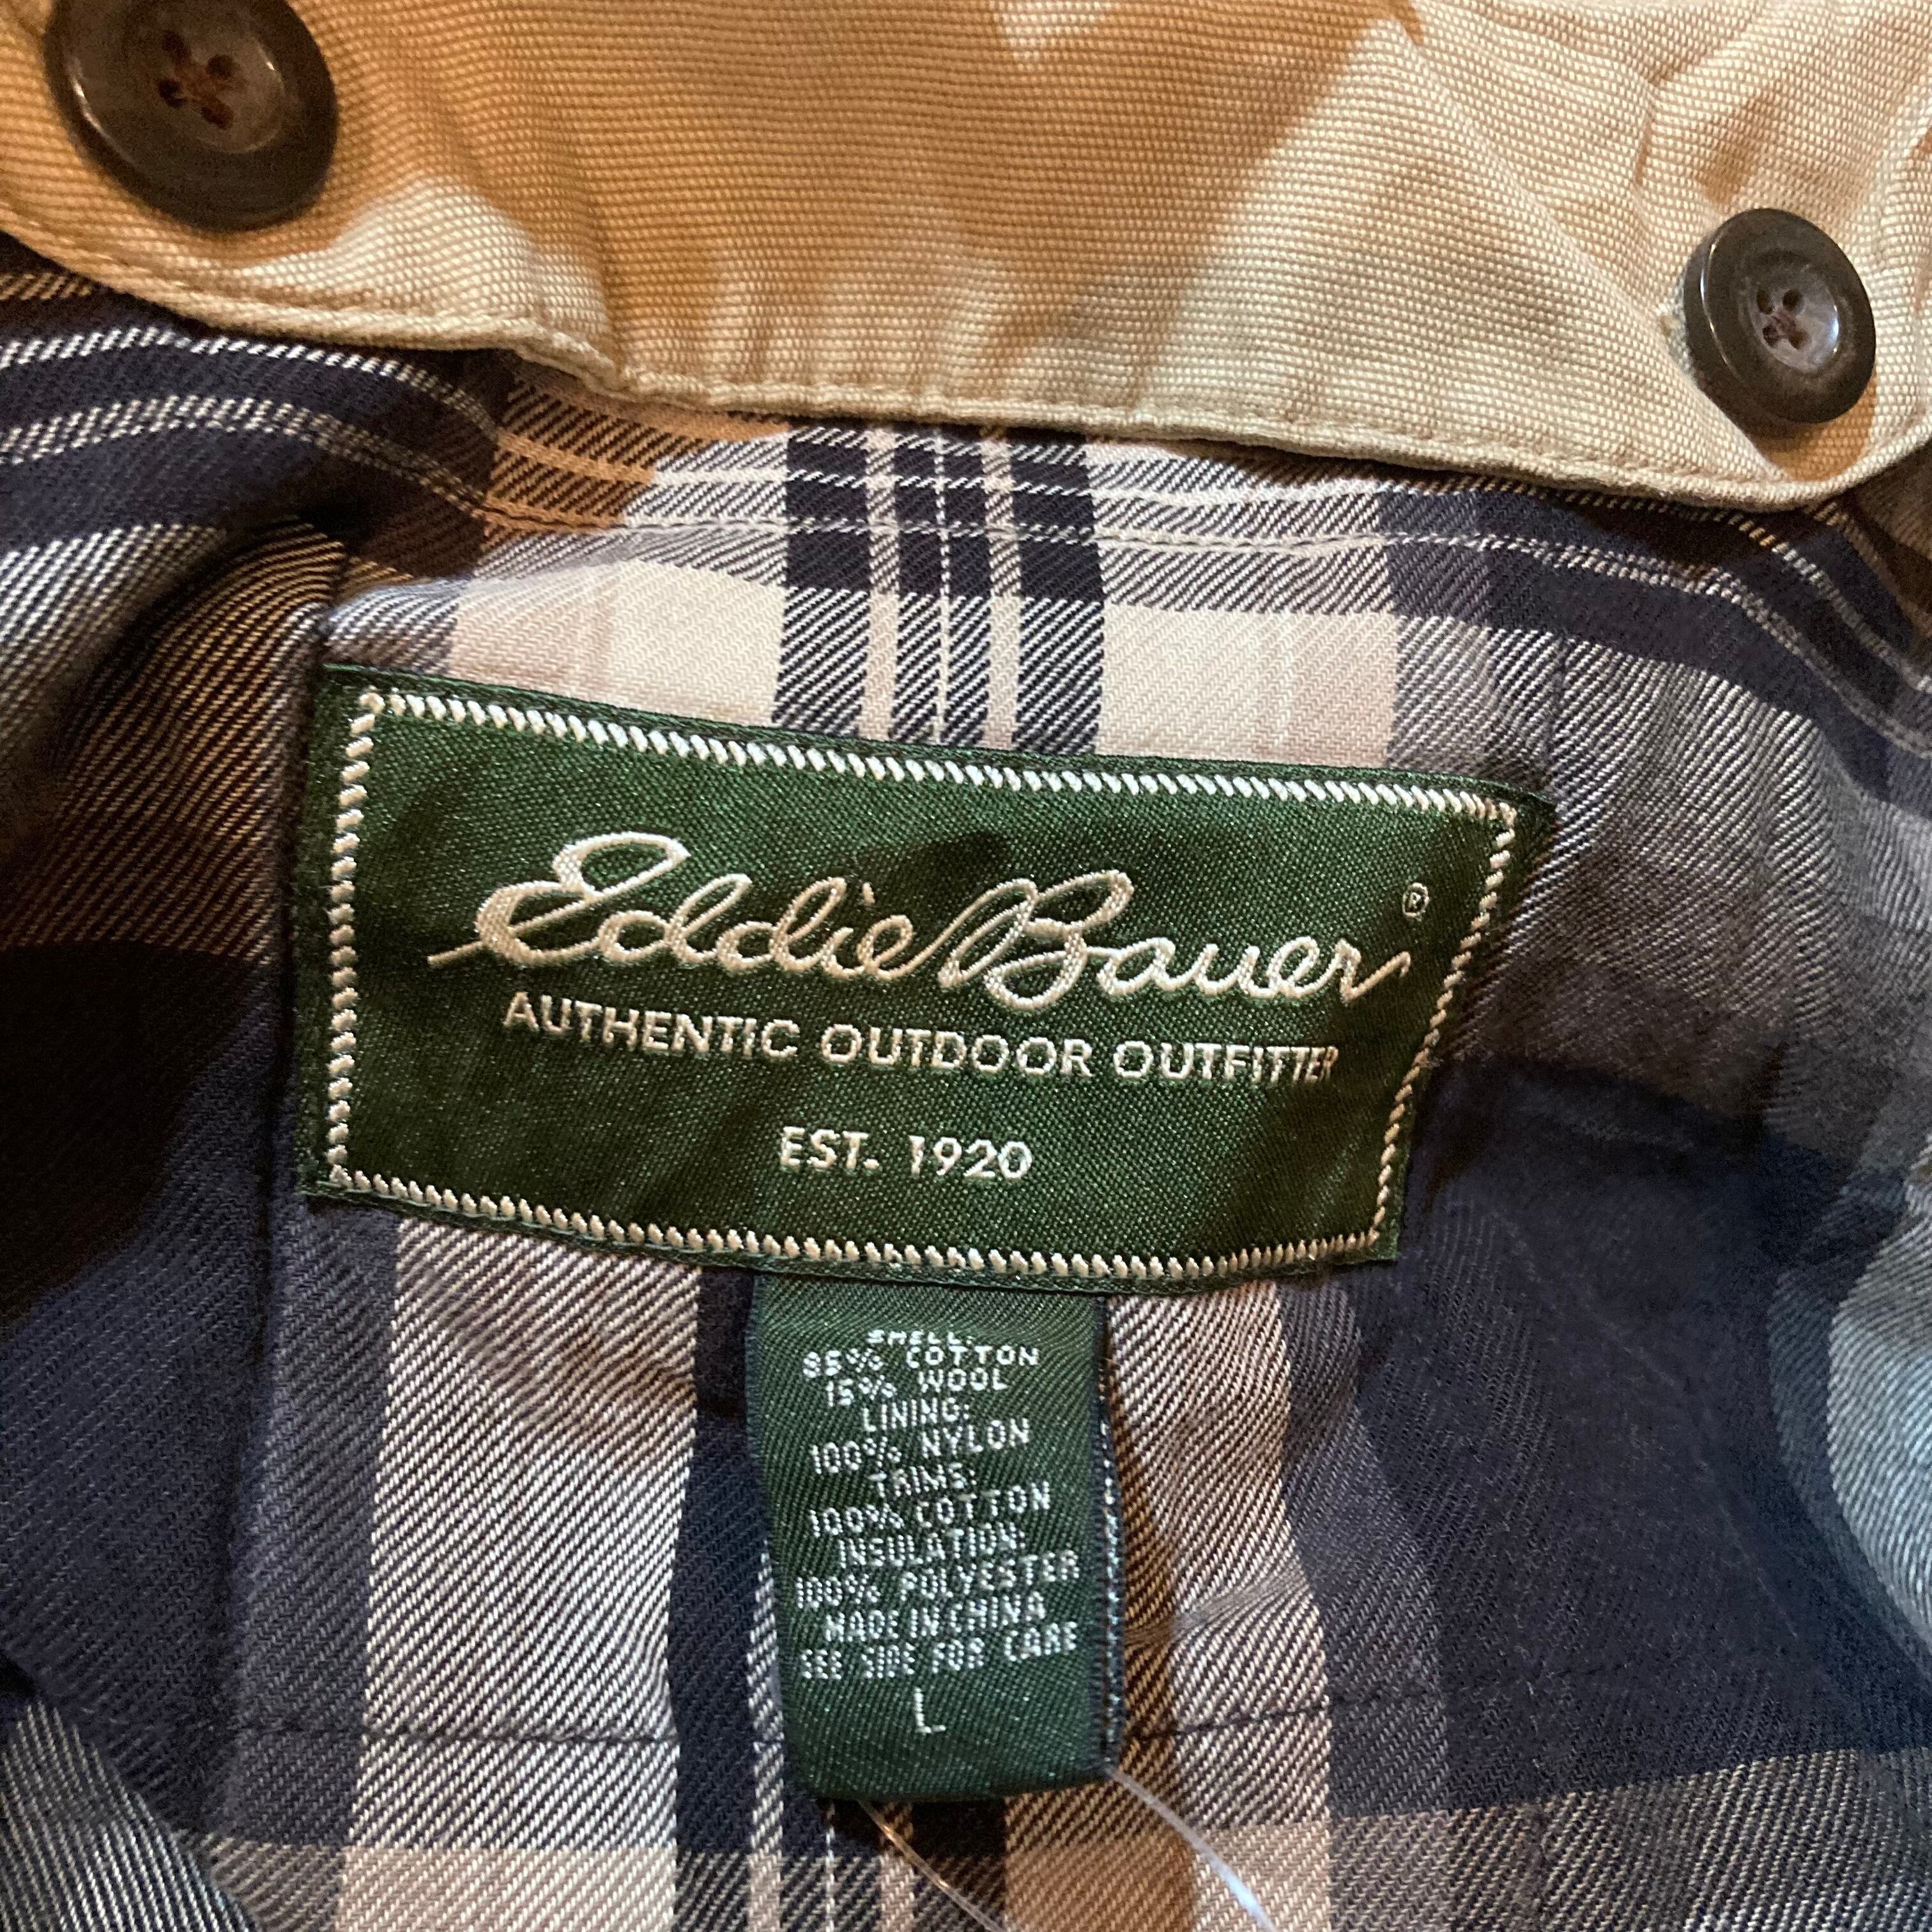 Eddie Bauer ®
AUTHENTIC OUTDOOR OUTFITTER
EST. 1920
SHELL:
85% COTTON
15% WOOL
LINING:
100% NYLON
TRIMS:
100% COTTON
INSULATION:
100% POLYESTER
MADE IN CHINA
SEE SIDE FOR CARE
L